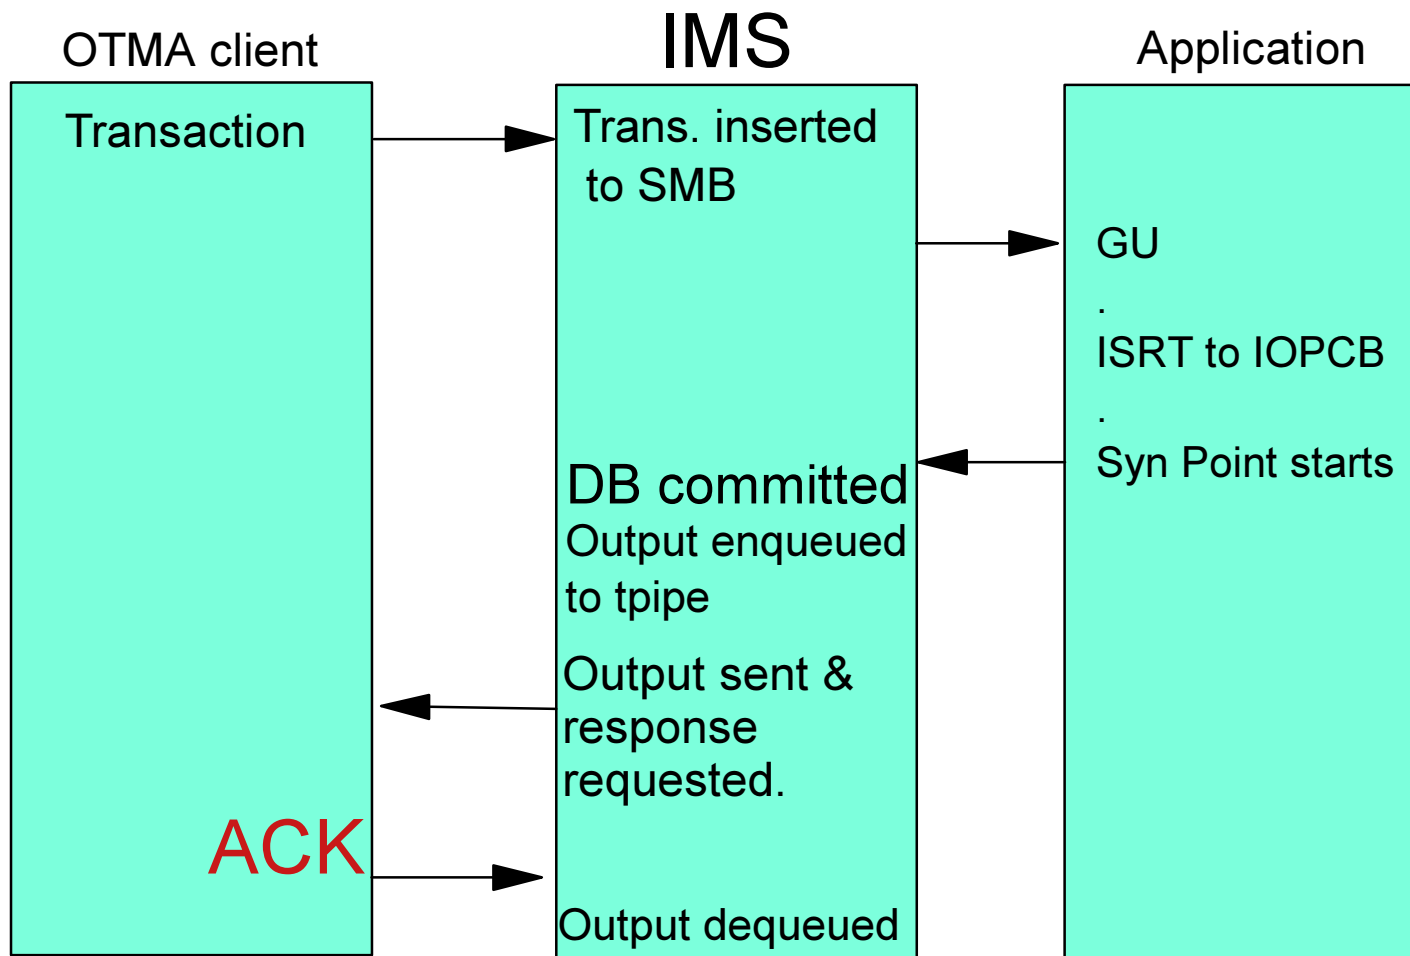 OTMA client
IMS
Application
Transaction
Trans. inserted
to SMB
GU
.
ISRT to IOPCB
.
Syn Point starts
DB committed
Output enqueued
to tpipe
Output sent &
response
requested.
ACK
Output dequeued